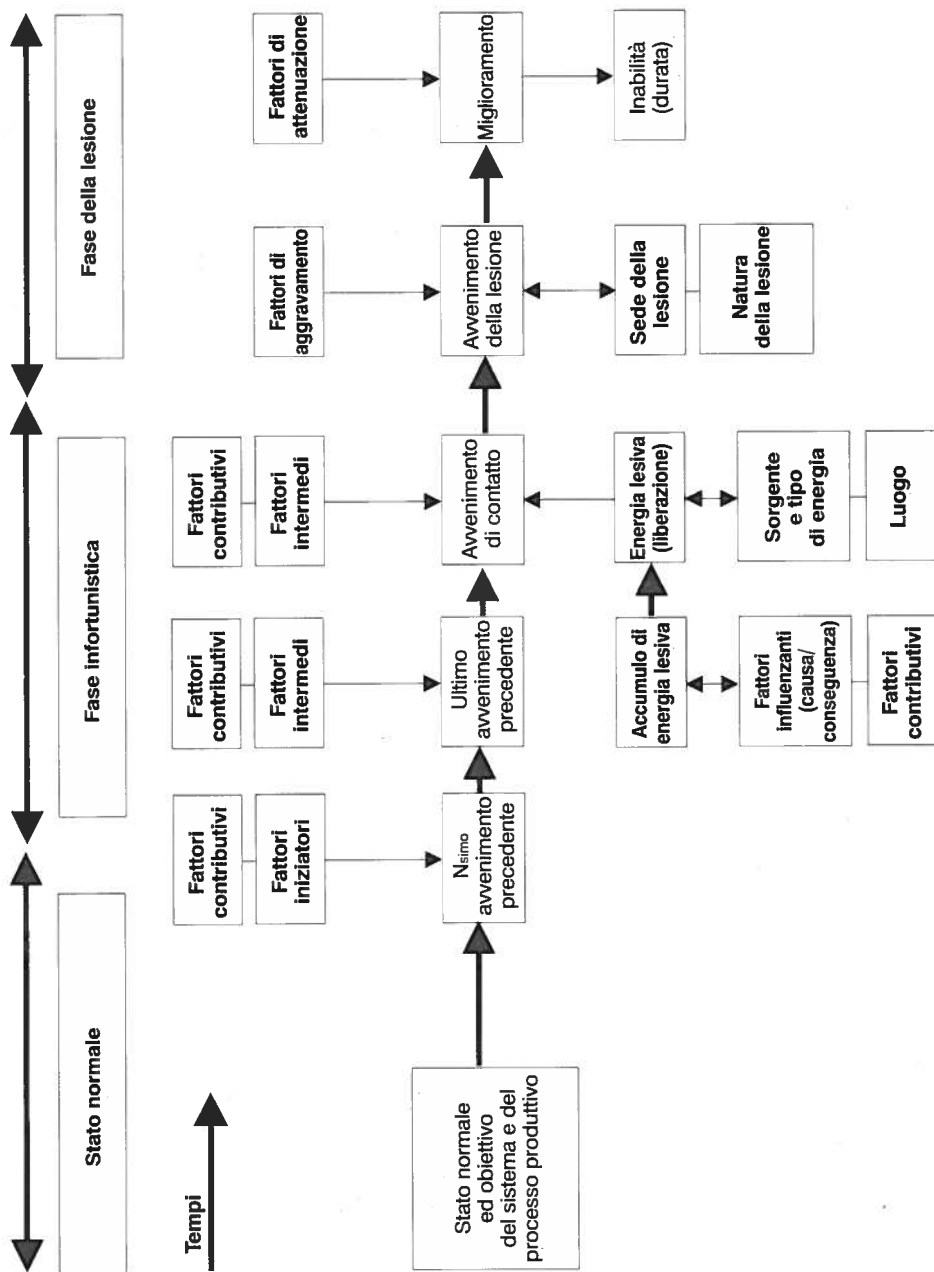 Stato normale
Fase infortunistica
Fase della lesione
Tempi
Fattori
contributivi
Fattori
iniziatori
Fattori
contributivi
Fattori
intermedi
Fattori
contributivi
Fattori
intermedi
Fattori di
aggravamento
Fattori di
attenuazione
Stato normale
ed obiettivo
del sistema e del
processo produttivo
Nsimo
avvenimento
precedente
Ultimo
avvenimento
precedente
Avvenimento
di contatto
Avvenimento
della lesione
Miglioramento
Accumulo di
energia lesiva
Energia lesiva
(liberazione)
Sede della
lesione
Inabilità
(durata)
Fattori
influenzanti
(causa/
conseguenza)
Sorgente
e tipo
di energia
Natura
della lesione
Fattori
contributivi
Luogo